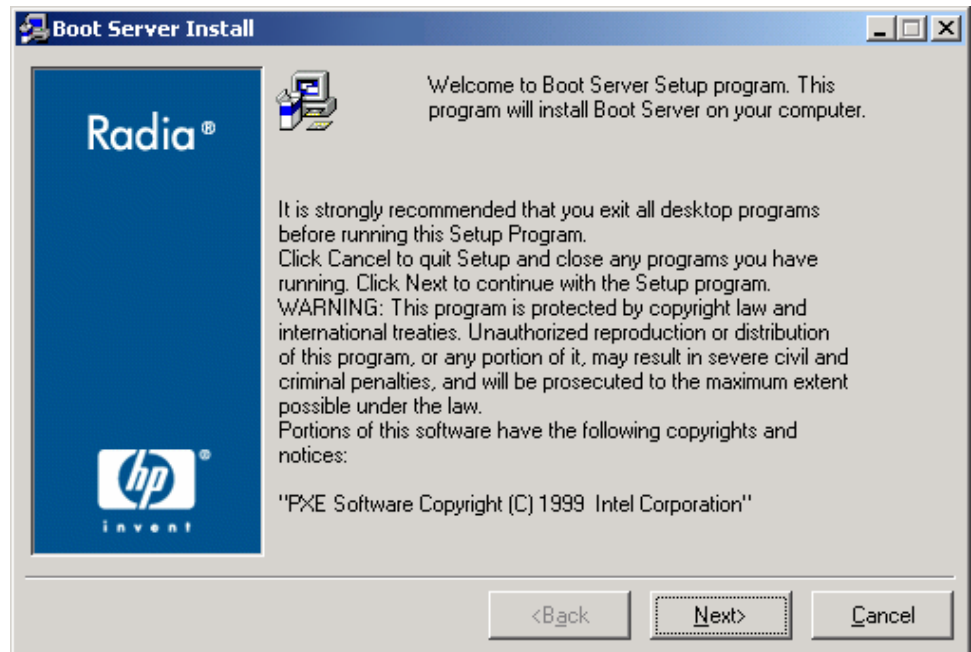 Boot Server Install
Radia®
Welcome to Boot Server Setup program. This
program will install Boot Server on your computer.
It is strongly recommended that you exit all desktop programs
before running this Setup Program.
Click Cancel to quit Setup and close any programs you have
running. Click Next to continue with the Setup program.
WARNING: This program is protected by copyright law and
international treaties. Unauthorized reproduction or distribution
of this program, or any portion of it, may result in severe civil and
criminal penalties, and will be prosecuted to the maximum extent
possible under the law.
Portions of this software have the following copyrights and
notices:
"PXE Software Copyright (C) 1999 Intel Corporation"
hp®
invent
<Back
Next>
Cancel